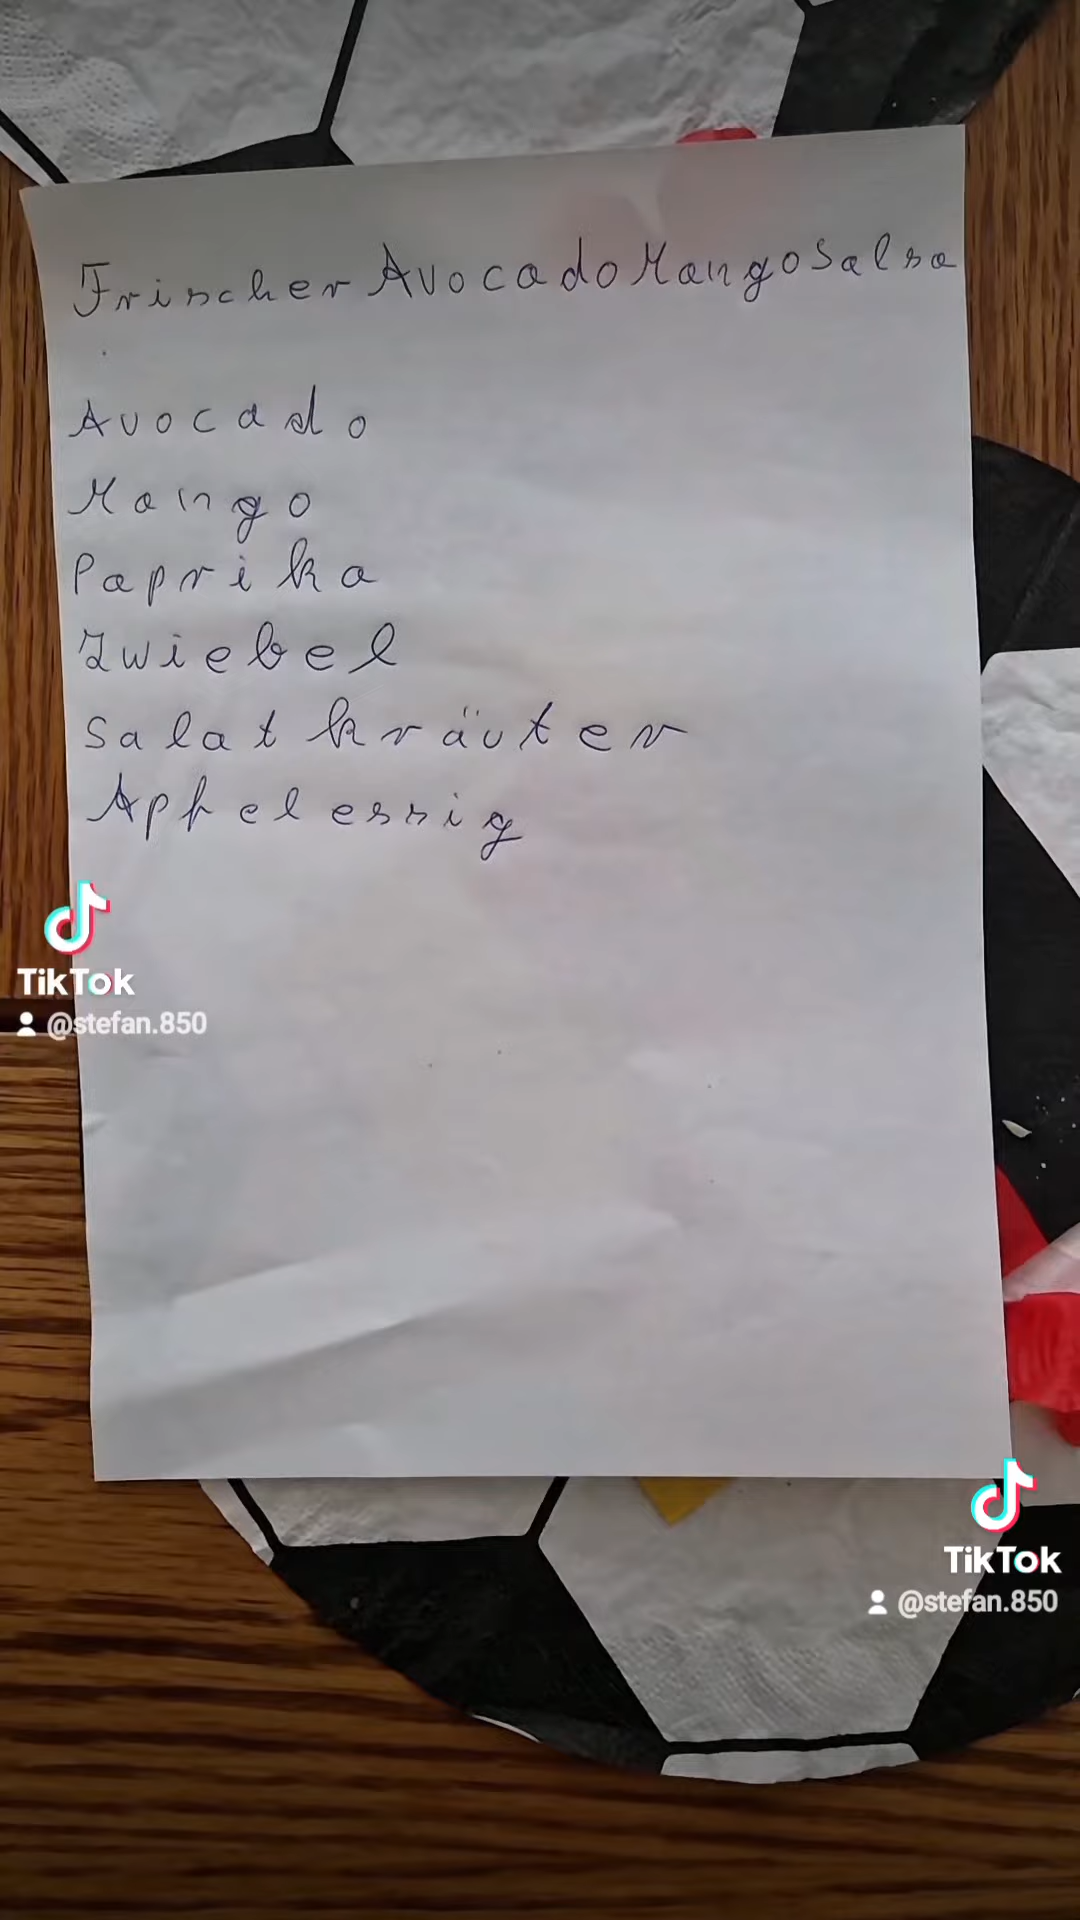 Frischer Avocado Mango Salsa
Avocado
Mango
Paprika
Zwiebel
Salatkräuter
Apfelessig
TikTok
@stefan.850
TikTok
@stefan.850